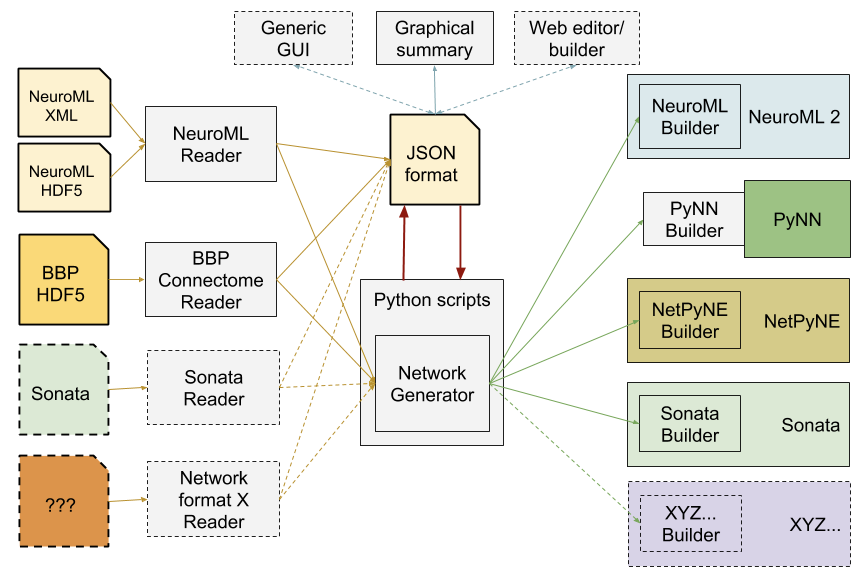 Generic
GUI
Graphical
summary
Web editor/
builder
NeuroML
XML
NeuroML
HDF5
NeuroML
Reader
JSON
format
NeuroML
Builder
NeuroML 2
PyNN
Builder
PyNN
BBP
HDF5
BBP
Connectome
Reader
Python scripts
Network
Generator
NetPyNE
Builder
NetPyNE
Sonata
Sonata
Reader
Sonata
Builder
Sonata
???
Network
format X
Reader
XYZ...
Builder
XYZ...